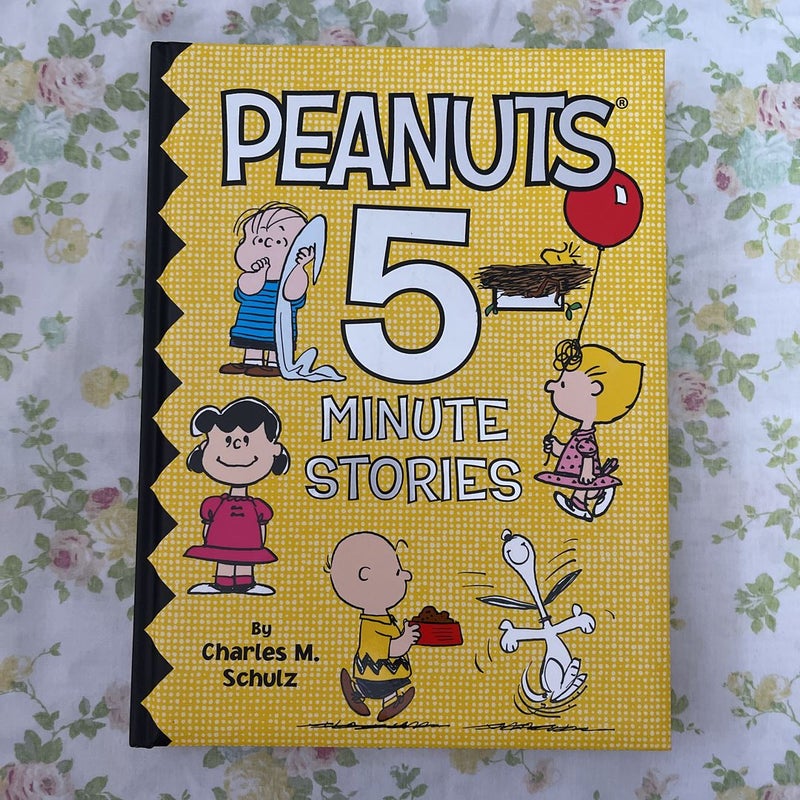 PEANUTS®
5-
MINUTE
STORIES
By
Charles M.
Schulz